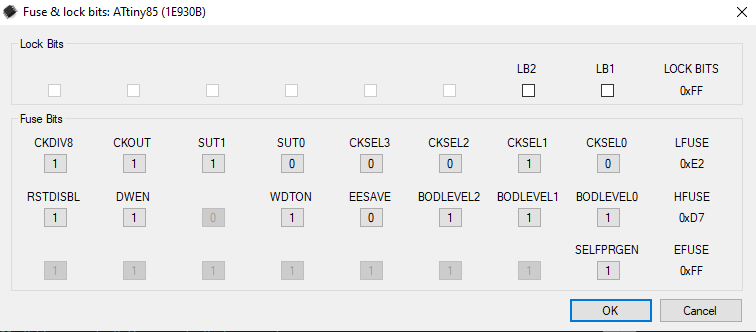 Fuse & lock bits: ATtiny85 (1E930B)
Lock Bits
LB2 LB1 LOCK BITS
0xFF
Fuse Bits
CKDIV8 CKOUT SUT1 SUT0 CKSEL3 CKSEL2 CKSEL1 CKSEL0 LFUSE
1 1 1 0 0 0 1 0 0xE2
RSTDISBL DWEN WDTON EESAVE BODLEVEL2 BODLEVEL1 BODLEVEL0 HFUSE
1 1 0 1 0 1 1 1 0xD7
SELFPRGEN EFUSE
1 1 1 1 1 1 1 1 0xFF
OK Cancel